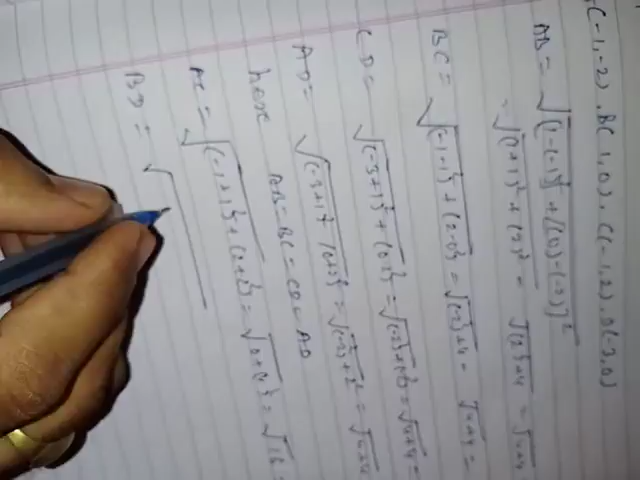 (-1,-2), B(1,0), C(-1,2), D(-3,0)
AB = √[1-(-1)]² + [(0)-(-2)]²
= √(1+1)² + (2)² = √(2)²+4 = √4+4
BC = √(-1-1)² + (2-0)² = √(-2)²+4 = √4+4 =
CD = √(-3+1)² + (0-2)² = √(-2)²+(-2)² = √4+4 =
AD = √(-3+1)² + (0+2)² = √(-2)²+2² = √4+4
here AB = BC = CD = AD
AC = √(-1+1)² + (2+2)² = √0+(4)² = √16 =
BD = √